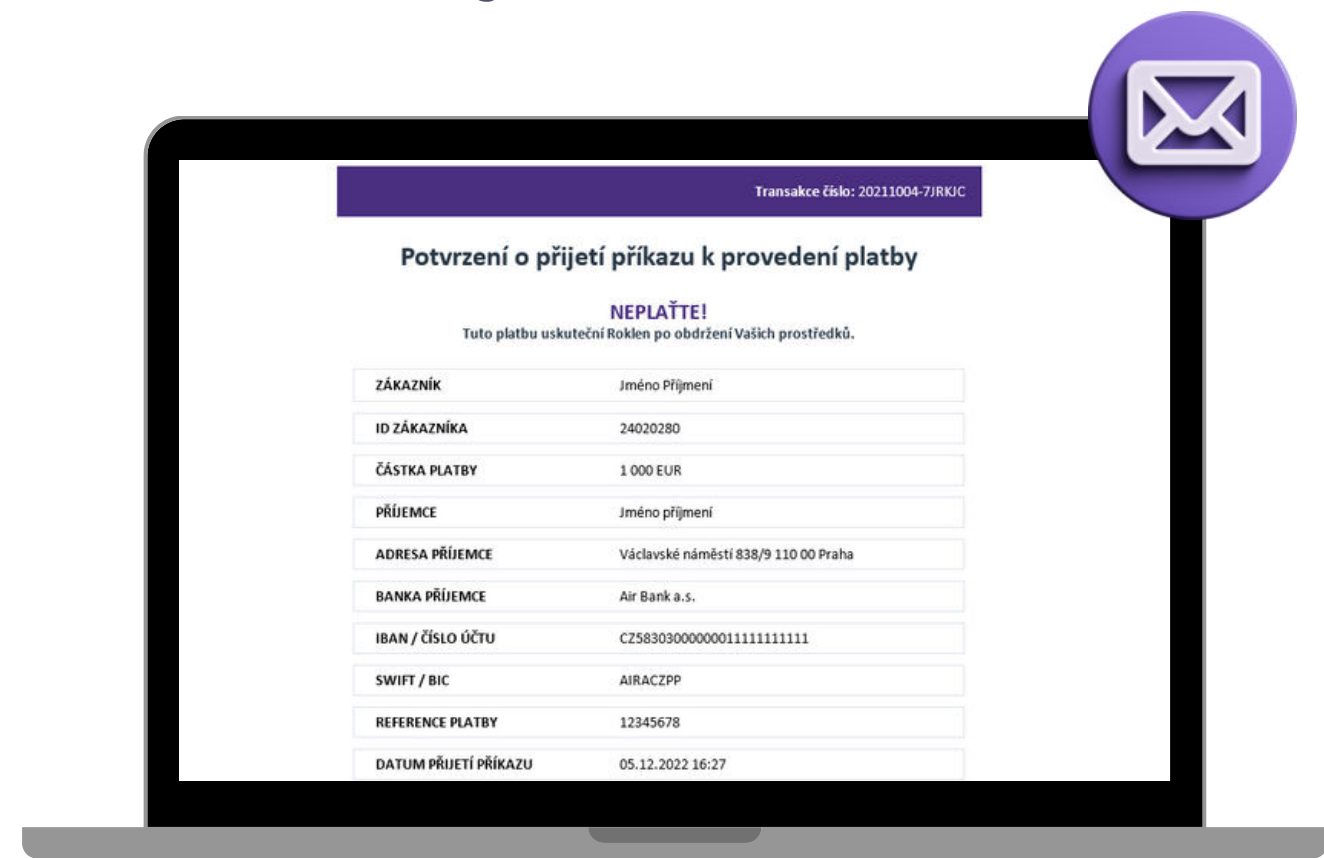 Transakce číslo: 20211004-7JRKJC
Potvrzení o přijetí příkazu k provedení platby
NEPLAŤTE!
Tuto platbu uskuteční Roklen po obdržení Vašich prostředků.
ZÁKAZNÍK Jméno Příjmení
ID ZÁKAZNÍKA 24020280
ČÁSTKA PLATBY 1 000 EUR
PŘÍJEMCE Jméno příjmení
ADRESA PŘÍJEMCE Václavské náměstí 838/9 110 00 Praha
BANKA PŘÍJEMCE Air Bank a.s.
IBAN / ČÍSLO ÚČTU CZ5830300000011111111111
SWIFT / BIC AIRACZPP
REFERENCE PLATBY 12345678
DATUM PŘIJETÍ PŘÍKAZU 05.12.2022 16:27